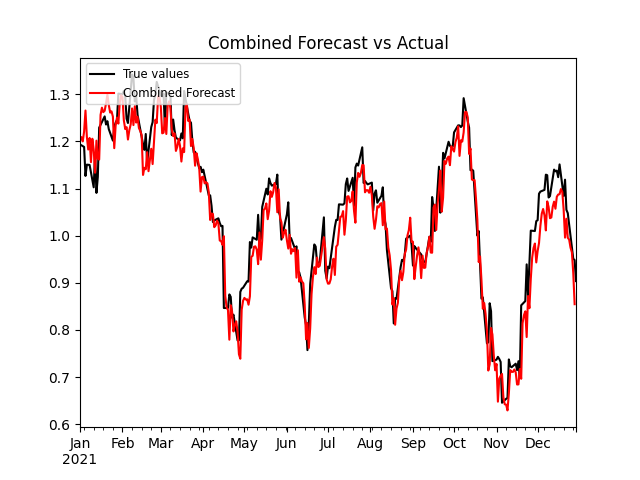 Combined Forecast vs Actual
True values
Combined Forecast
1.3
1.2
1.1
1.0
0.9
0.8
0.7
0.6
Jan Feb Mar Apr May Jun Jul Aug Sep Oct Nov Dec
2021